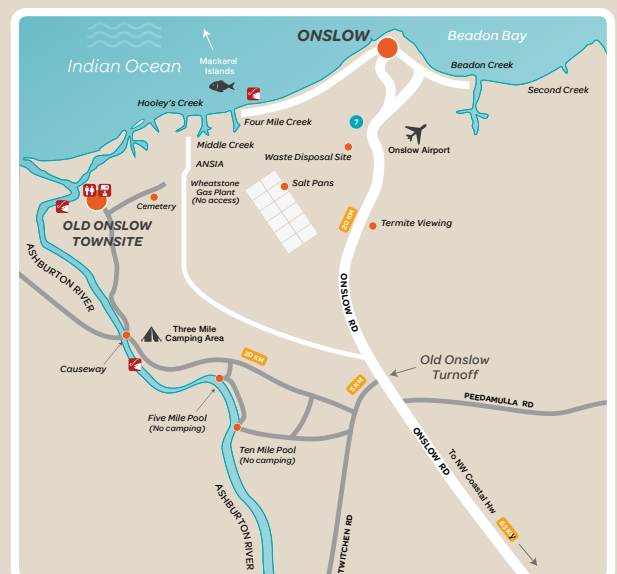 ONSLOW
Beadon Bay
Indian Ocean
Mackerel
Islands
Beadon Creek
Second Creek
Hooley's Creek
Four Mile Creek
7
Middle Creek
Onslow Airport
Waste Disposal Site
ANSIA
Wheatstone
Gas Plant
(No access)
Salt Pans
Cemetery
20 KM
Termite Viewing
OLD ONSLOW
TOWNSITE
ASHBURTON RIVER
ONSLOW RD
Three Mile
Camping Area
Causeway
20 KM
Old Onslow
Turnoff
5 KM
PEEDAMULLA RD
Five Mile Pool
(No camping)
Ten Mile Pool
(No camping)
ONSLOW RD
To NW Coastal Hw
ASHBURTON RIVER
TWITCHEN RD